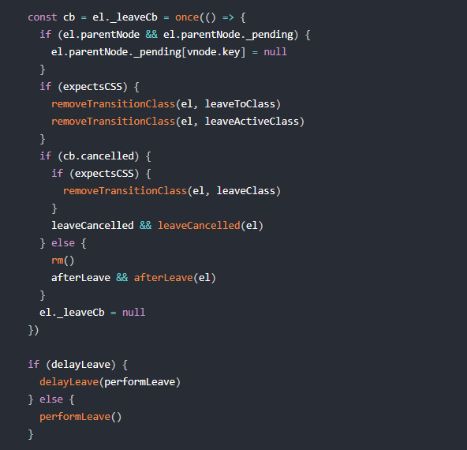 const cb = el._leaveCb = once(() => {
if (el.parentNode && el.parentNode._pending) {
el.parentNode._pending[vnode.key] = null
}
if (expectsCSS) {
removeTransitionClass(el, leaveToClass)
removeTransitionClass(el, leaveActiveClass)
}
if (cb.cancelled) {
if (expectsCSS) {
removeTransitionClass(el, leaveClass)
}
leaveCancelled && leaveCancelled(el)
} else {
rm()
afterLeave && afterLeave(el)
}
el._leaveCb = null
})
if (delayLeave) {
delayLeave(performLeave)
} else {
performLeave()
}